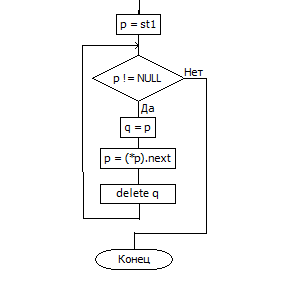 p = st1
p != NULL
Нет
Да
q = p
p = (*p).next
delete q
Конец